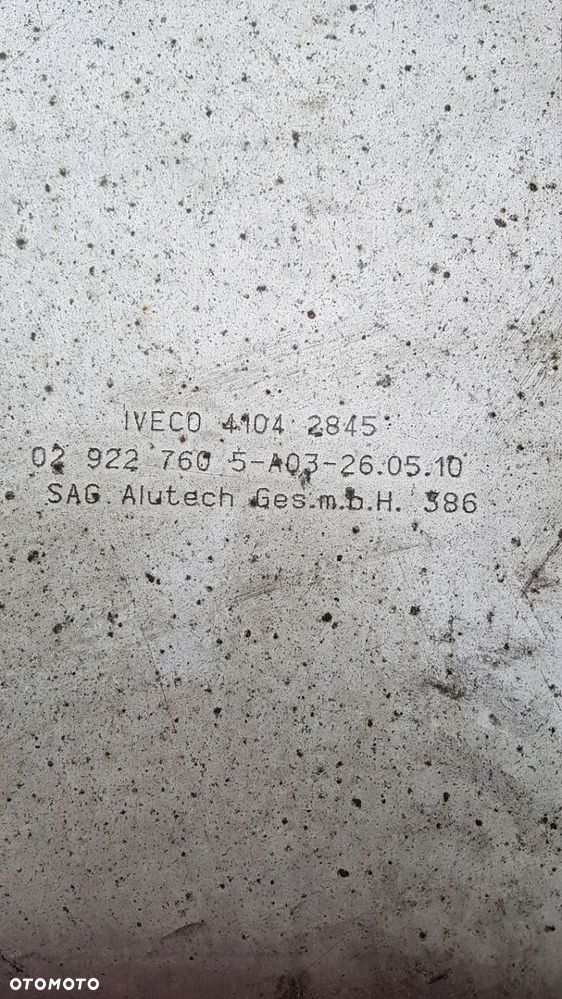 IVECO 4104 2845
02 922 760 5-A03-26.05.10
SAG Alutech Ges.m.b.H. 386
OTOMOTO